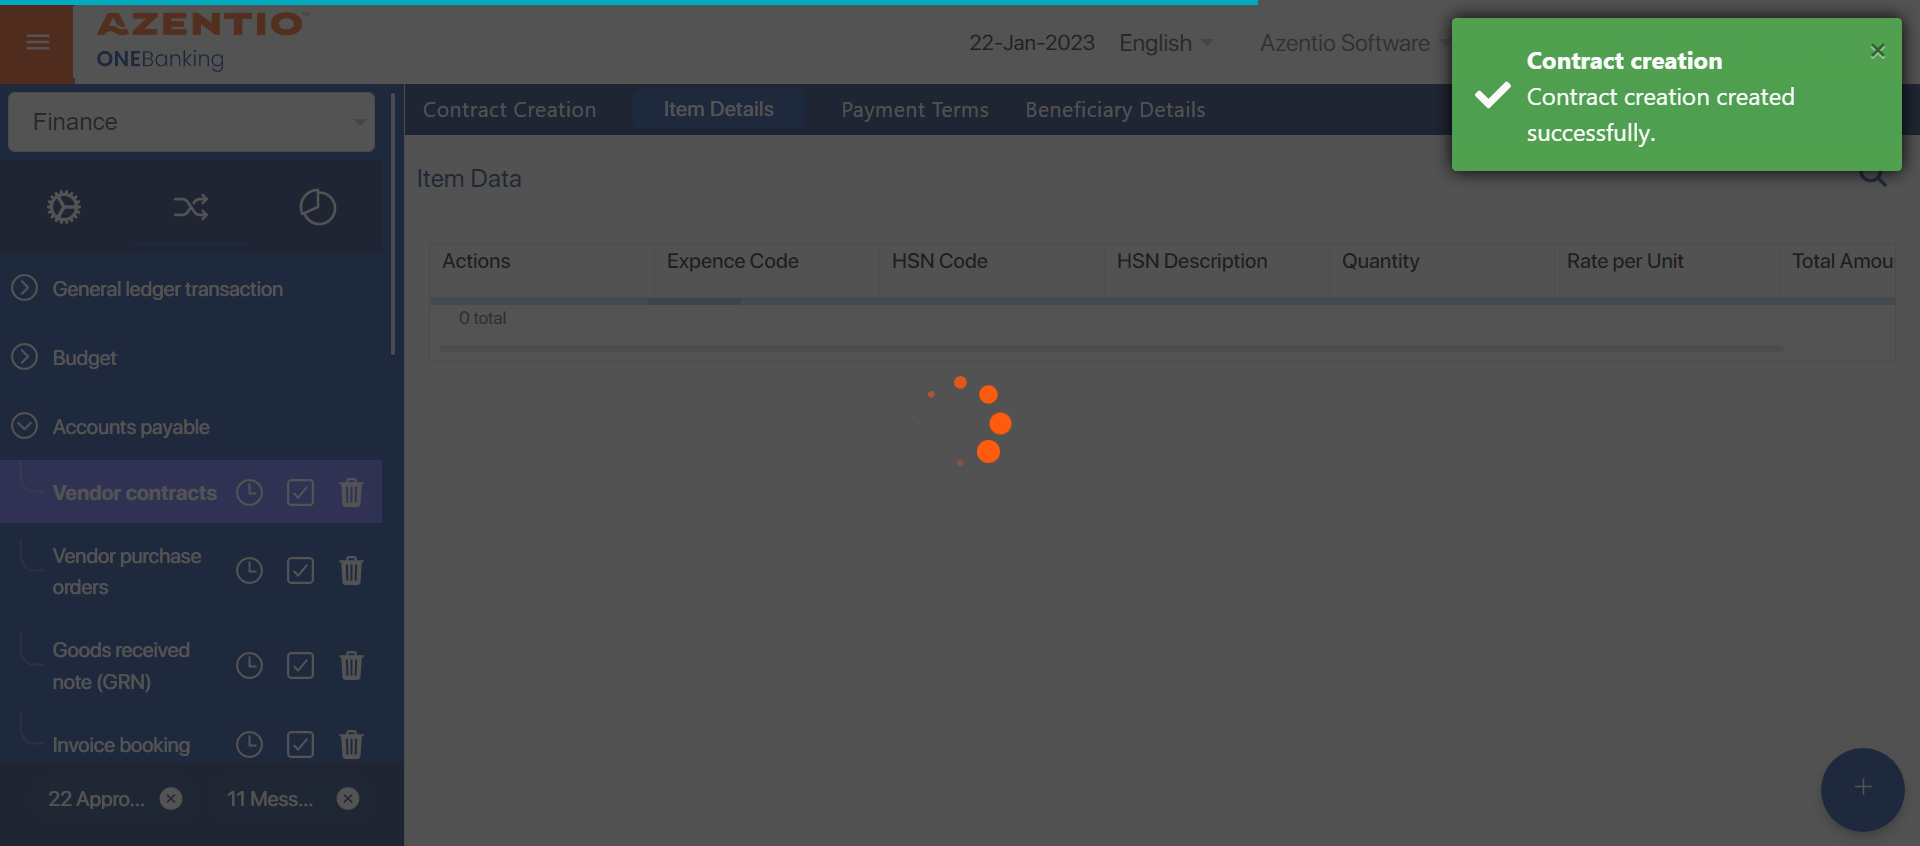 AZENTIO
ONEBanking
22-Jan-2023
English
Azentio Software
Contract creation
Contract creation created
successfully.
Finance
Contract Creation
Item Details
Payment Terms
Beneficiary Details
Item Data
Actions
Expence Code
HSN Code
HSN Description
Quantity
Rate per Unit
Total Amou
0 total
General ledger transaction
Budget
Accounts payable
Vendor contracts
Vendor purchase
orders
Goods received
note (GRN)
Invoice booking
22 Appro...
11 Mess...